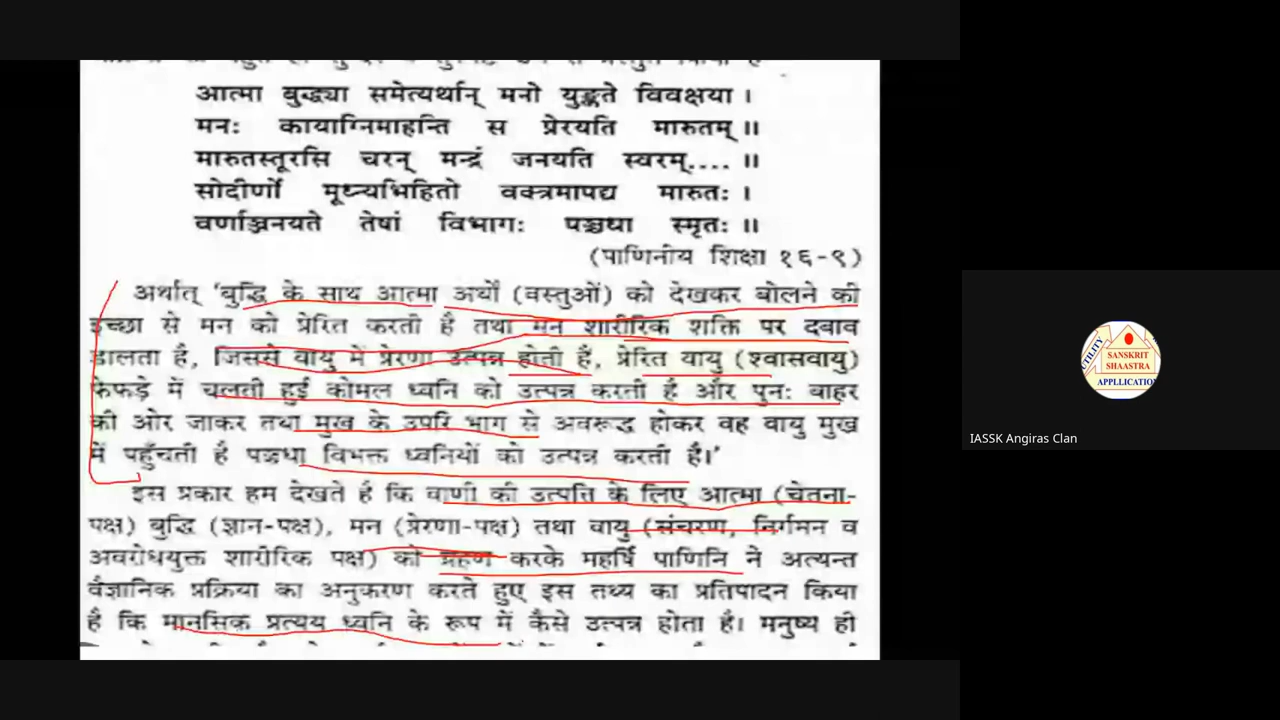 आत्मा बुद्ध्या समेत्यर्थान् मनो युङ्कते विवक्षया ।
मनः कायाग्निमाहन्ति स प्रेरयति मारुतम् ॥
मारुतस्तूरसि चरन् मन्द्रं जनयति स्वरम्.... ॥
सोदीर्णो मूर्ध्न्यभिहितो वक्त्रमापद्य मारुतः ।
वर्णाञ्जनयते तेषां विभागः पञ्चधा स्मृतः ॥
(पाणिनीय शिक्षा १६-९)
अर्थात् 'बुद्धि के साथ आत्मा अर्थों (वस्तुओं) को देखकर बोलने की
इच्छा से मन को प्रेरित करती है तथा मन शारीरिक शक्ति पर दबाव
डालता है, जिससे वायु में प्रेरणा उत्पन्न होती है, प्रेरित वायु (श्वासवायु)
फेफड़े में चलती हुई कोमल ध्वनि को उत्पन्न करती है और पुनः बाहर
की ओर जाकर तथा मुख के उपरि भाग से अवरूद्ध होकर वह वायु मुख
में पहुँचती है पञ्चधा विभक्त ध्वनियों को उत्पन्न करती है।'
इस प्रकार हम देखते है कि वाणी की उत्पत्ति के लिए आत्मा (चेतना-
पक्ष) बुद्धि (ज्ञान-पक्ष), मन (प्रेरणा-पक्ष) तथा वायु (संचरण, निर्गमन व
अवरोधयुक्त शारीरिक पक्ष) को ग्रहण करके महर्षि पाणिनि ने अत्यन्त
वैज्ञानिक प्रक्रिया का अनुकरण करते हुए इस तथ्य का प्रतिपादन किया
है कि मानसिक प्रत्यय ध्वनि के रूप में कैसे उत्पन्न होता है। मनुष्य ही
SANSKRIT
SHAASTRA
APPLLICATION
IASSK Angiras Clan